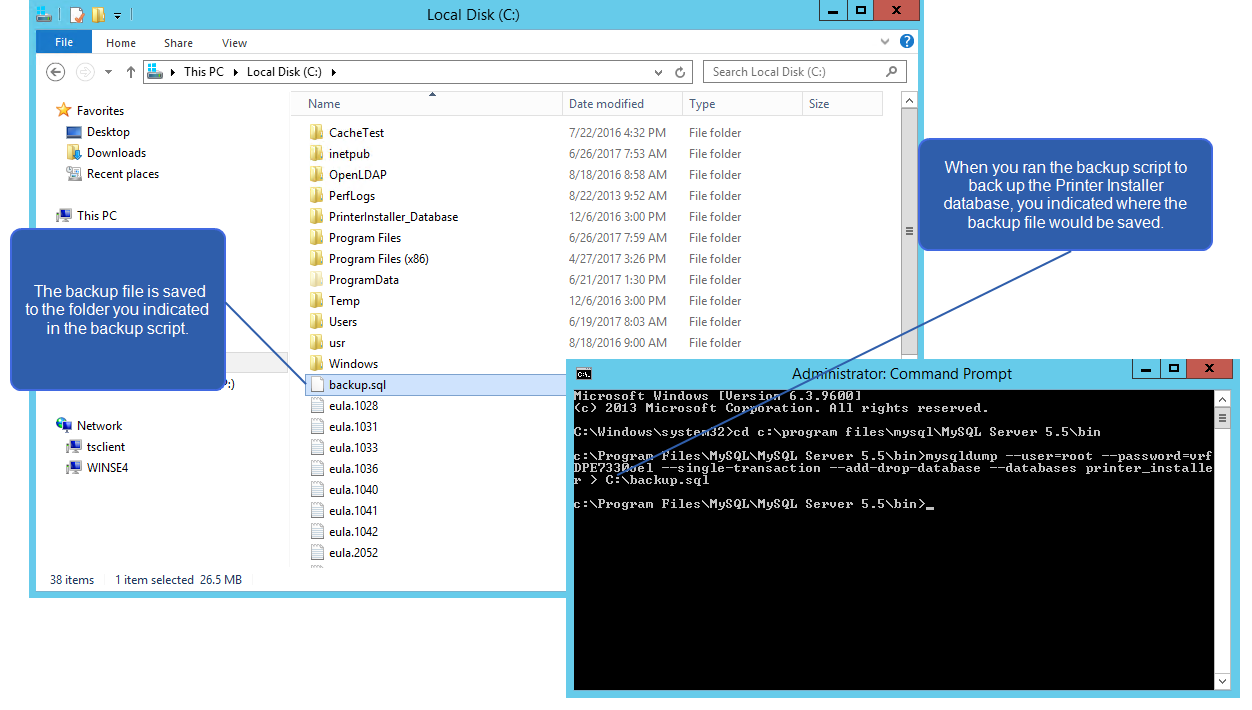 Local Disk (C:)
File Home Share View
This PC Local Disk (C:) Search Local Disk (C:)
Name Date modified Type Size
Favorites
Desktop
Downloads
Recent places
This PC
Network
tsclient
WINSE4
CacheTest 7/22/2016 4:32 PM File folder
inetpub 6/26/2017 7:53 AM File folder
OpenLDAP 8/18/2016 8:58 AM File folder
PerfLogs 8/22/2013 9:52 AM File folder
PrinterInstaller_Database 12/6/2016 3:00 PM File folder
Program Files 6/26/2017 7:59 AM File folder
Program Files (x86) 4/27/2017 3:26 PM File folder
ProgramData 6/21/2017 1:30 PM File folder
Temp 12/6/2016 3:00 PM File folder
Users 6/19/2017 8:03 AM File folder
usr 8/18/2016 9:00 AM File folder
Windows
backup.sql
eula.1028
eula.1031
eula.1033
eula.1036
eula.1040
eula.1041
eula.1042
eula.2052
38 items 1 item selected 26.5 MB
The backup file is saved
to the folder you indicated
in the backup script.
When you ran the backup script to
back up the Printer Installer
database, you indicated where the
backup file would be saved.
Administrator: Command Prompt
Microsoft Windows [Version 6.3.9600]
(c) 2013 Microsoft Corporation. All rights reserved.
C:\Windows\system32>cd c:\program files\mysql\MySQL Server 5.5\bin
c:\Program Files\MySQL\MySQL Server 5.5\bin>mysqldump --user=root --password=vrf
--single-transaction --add-drop-database --databases printer_installe
r > C:\backup.sql
c:\Program Files\MySQL\MySQL Server 5.5\bin>_